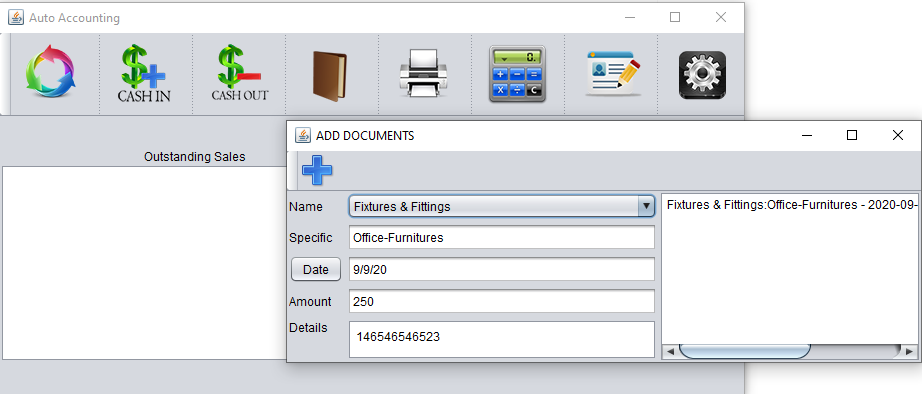 Auto Accounting
CASH IN
CASH OUT
0.
+ − =
X ÷ C
ADD DOCUMENTS
Outstanding Sales
Name
Fixtures & Fittings
Specific
Office-Furnitures
Date
9/9/20
Amount
250
Details
146546546523
Fixtures & Fittings:Office-Furnitures - 2020-09-